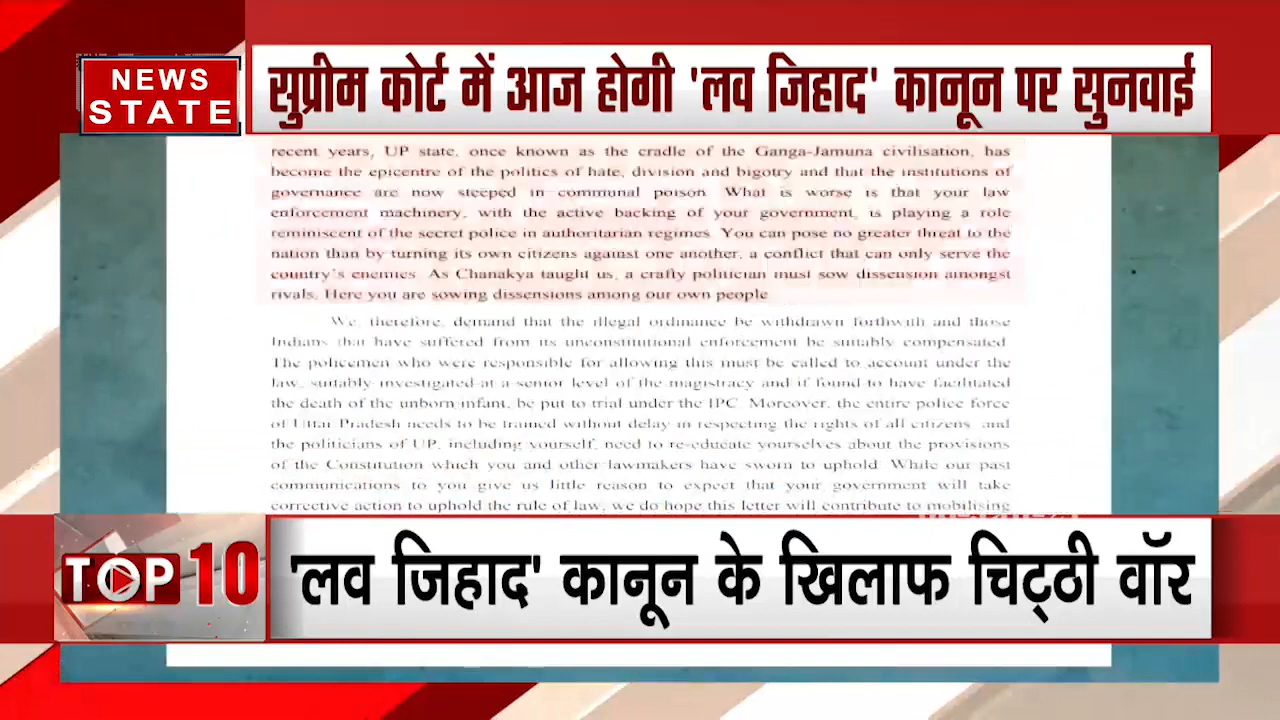 NEWS
STATE
सुप्रीम कोर्ट में आज होगी 'लव जिहाद' कानून पर सुनवाई
recent years, UP state, once known as the cradle of the Ganga-Jamuna civilisation, has
become the epicentre of the politics of hate, division and bigotry and that the institutions of
governance are now steeped in communal poison. What is worse is that your law
enforcement machinery, with the active backing of your government, is playing a role
reminiscent of the secret police in authoritarian regimes. You can pose no greater threat to the
nation than by turning its own citizens against one another, a conflict that can only serve the
country's enemies. As Chanakya taught us, a crafty politician must sow dissension amongst
rivals. Here you are sowing dissensions among our own people.
We, therefore, demand that the illegal ordinance be withdrawn forthwith and those
Indians that have suffered from its unconstitutional enforcement be suitably compensated.
The policemen who were responsible for allowing this must be called to account under the
law, suitably investigated at a senior level of the magistracy and if found to have facilitated
the death of the unborn infant, be put to trial under the IPC. Moreover, the entire police force
of Uttar Pradesh needs to be trained without delay in respecting the rights of all citizens, and
the politicians of UP, including yourself, need to re-educate yourselves about the provisions
of the Constitution which you and other lawmakers have sworn to uphold. While our past
communications to you give us little reason to expect that your government will take
corrective action to uphold the rule of law, we do hope this letter will contribute to mobilising
TOP 10
'लव जिहाद' कानून के खिलाफ चिट्ठी वॉर